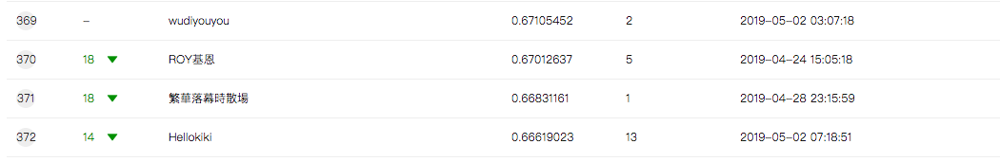 369 – wudiyouyou 0.67105452 2 2019-05-02 03:07:18
370 18 ▼ ROY基恩 0.67012637 5 2019-04-24 15:05:18
371 18 ▼ 繁華落幕時散場 0.66831161 1 2019-04-28 23:15:59
372 14 ▼ Hellokiki 0.66619023 13 2019-05-02 07:18:51